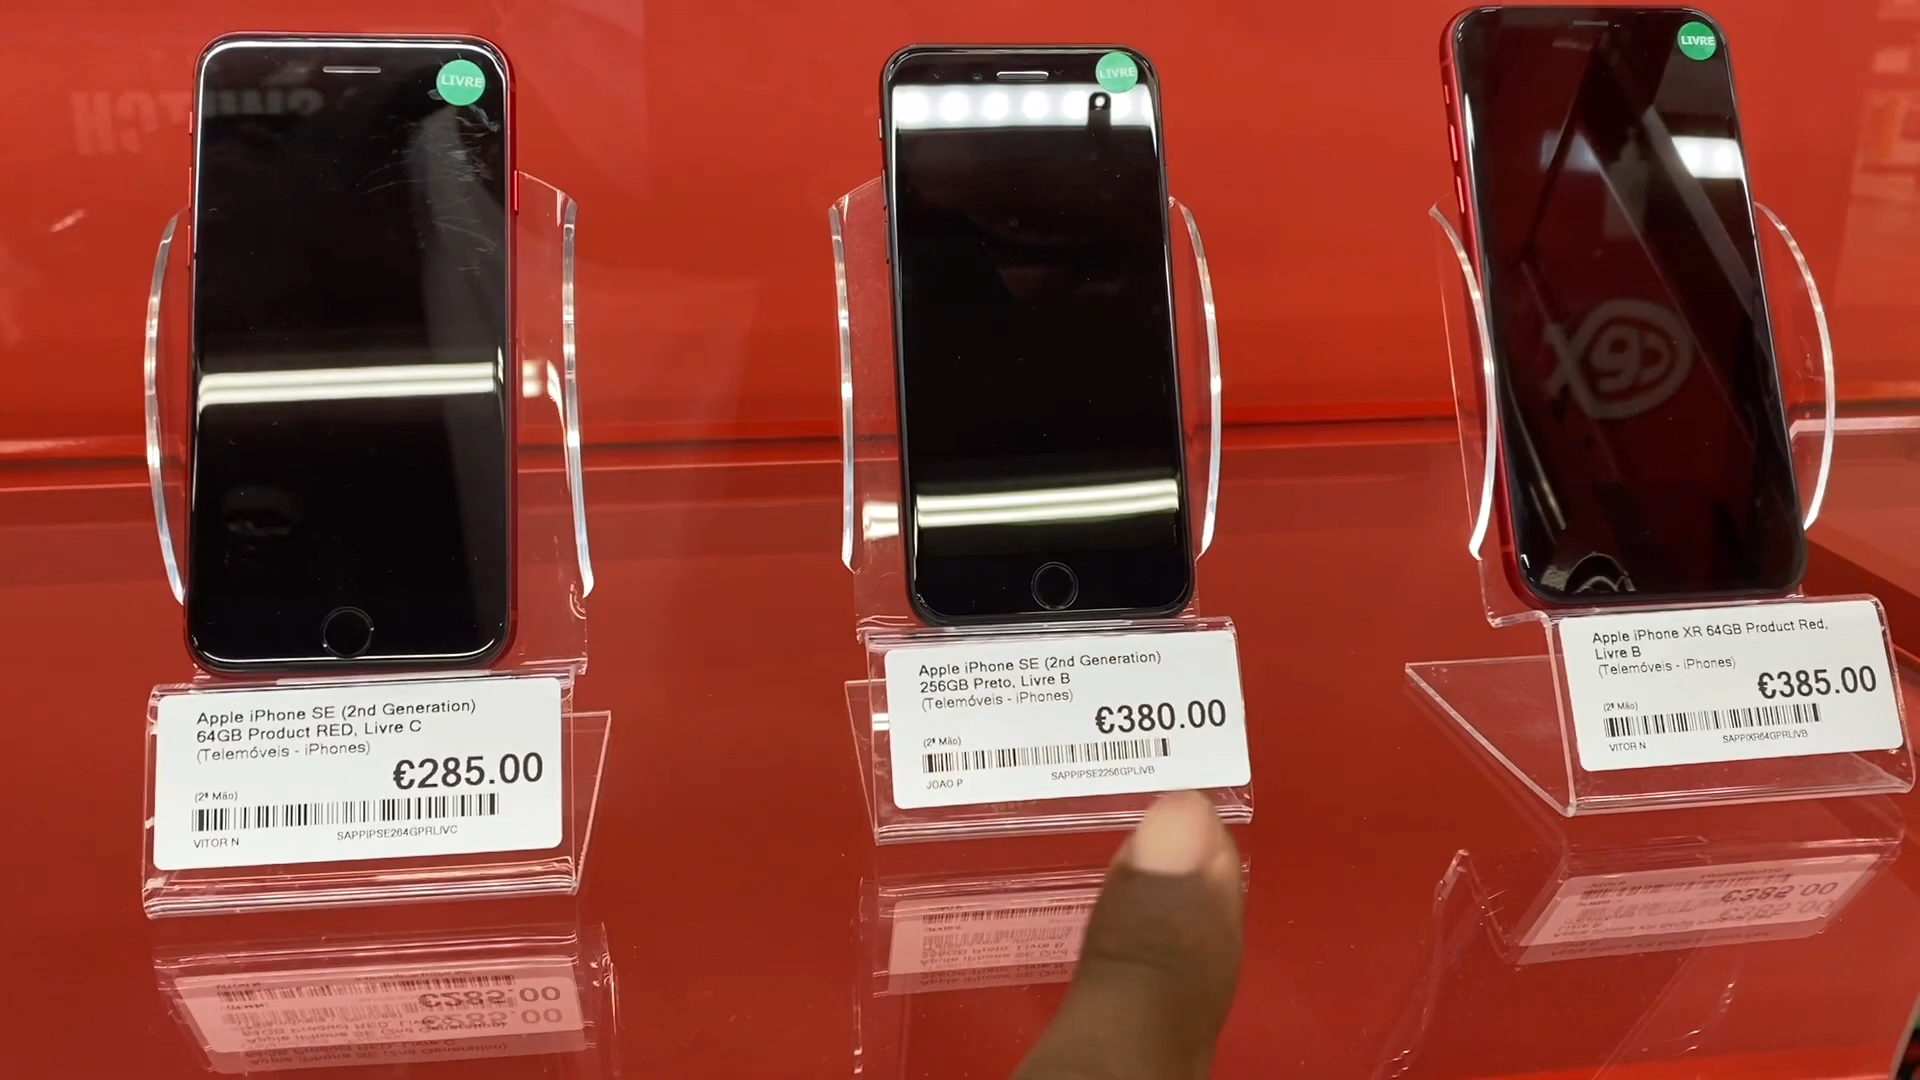 LIVRE
Apple iPhone SE (2nd Generation)
64GB Product RED, Livre C
(Telemóveis - iPhones)
€285.00
(2ª Mão)
VITOR N
SAPPIPSE264GPRLIVC
LIVRE
Apple iPhone SE (2nd Generation)
256GB Preto, Livre B
(Telemóveis - iPhones)
€380.00
(2ª Mão)
JOAO P
SAPPIPSE2256GPLIVB
LIVRE
Apple iPhone XR 64GB Product Red,
Livre B
(Telemóveis - iPhones)
€385.00
(2ª Mão)
VITOR N
SAPPIXR64GPRLIVB
SWITCH
CeX